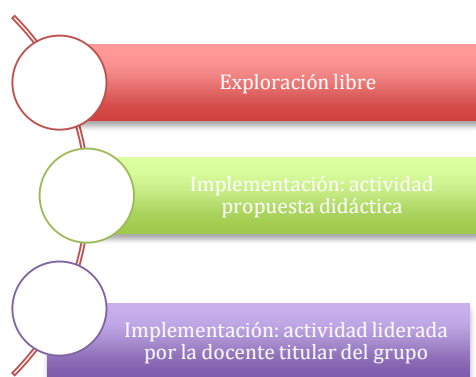 Exploración libre
Implementación: actividad
propuesta didáctica
Implementación: actividad liderada
por la docente titular del grupo